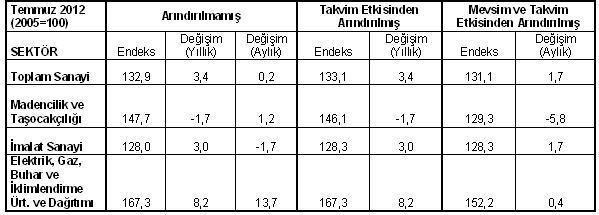 Temmuz 2012
(2005=100)
Arındırılmamış
Takvim Etkisinden
Arındırılmış
Mevsim ve Takvim
Etkisinden Arındırılmış
SEKTÖR
Endeks
Değişim
(Yıllık)
Değişim
(Aylık)
Endeks
Değişim
(Yıllık)
Endeks
Değişim
(Aylık)
Toplam Sanayi 132,9 3,4 0,2 133,1 3,4 131,1 1,7
Madencilik ve
Taşocakçılığı 147,7 -1,7 1,2 146,1 -1,7 129,3 -5,8
İmalat Sanayi 128,0 3,0 -1,7 128,3 3,0 128,3 1,7
Elektrik, Gaz,
Buhar ve
İklimlendirme
Ürt. ve Dağıtımı 167,3 8,2 13,7 167,3 8,2 152,2 0,4